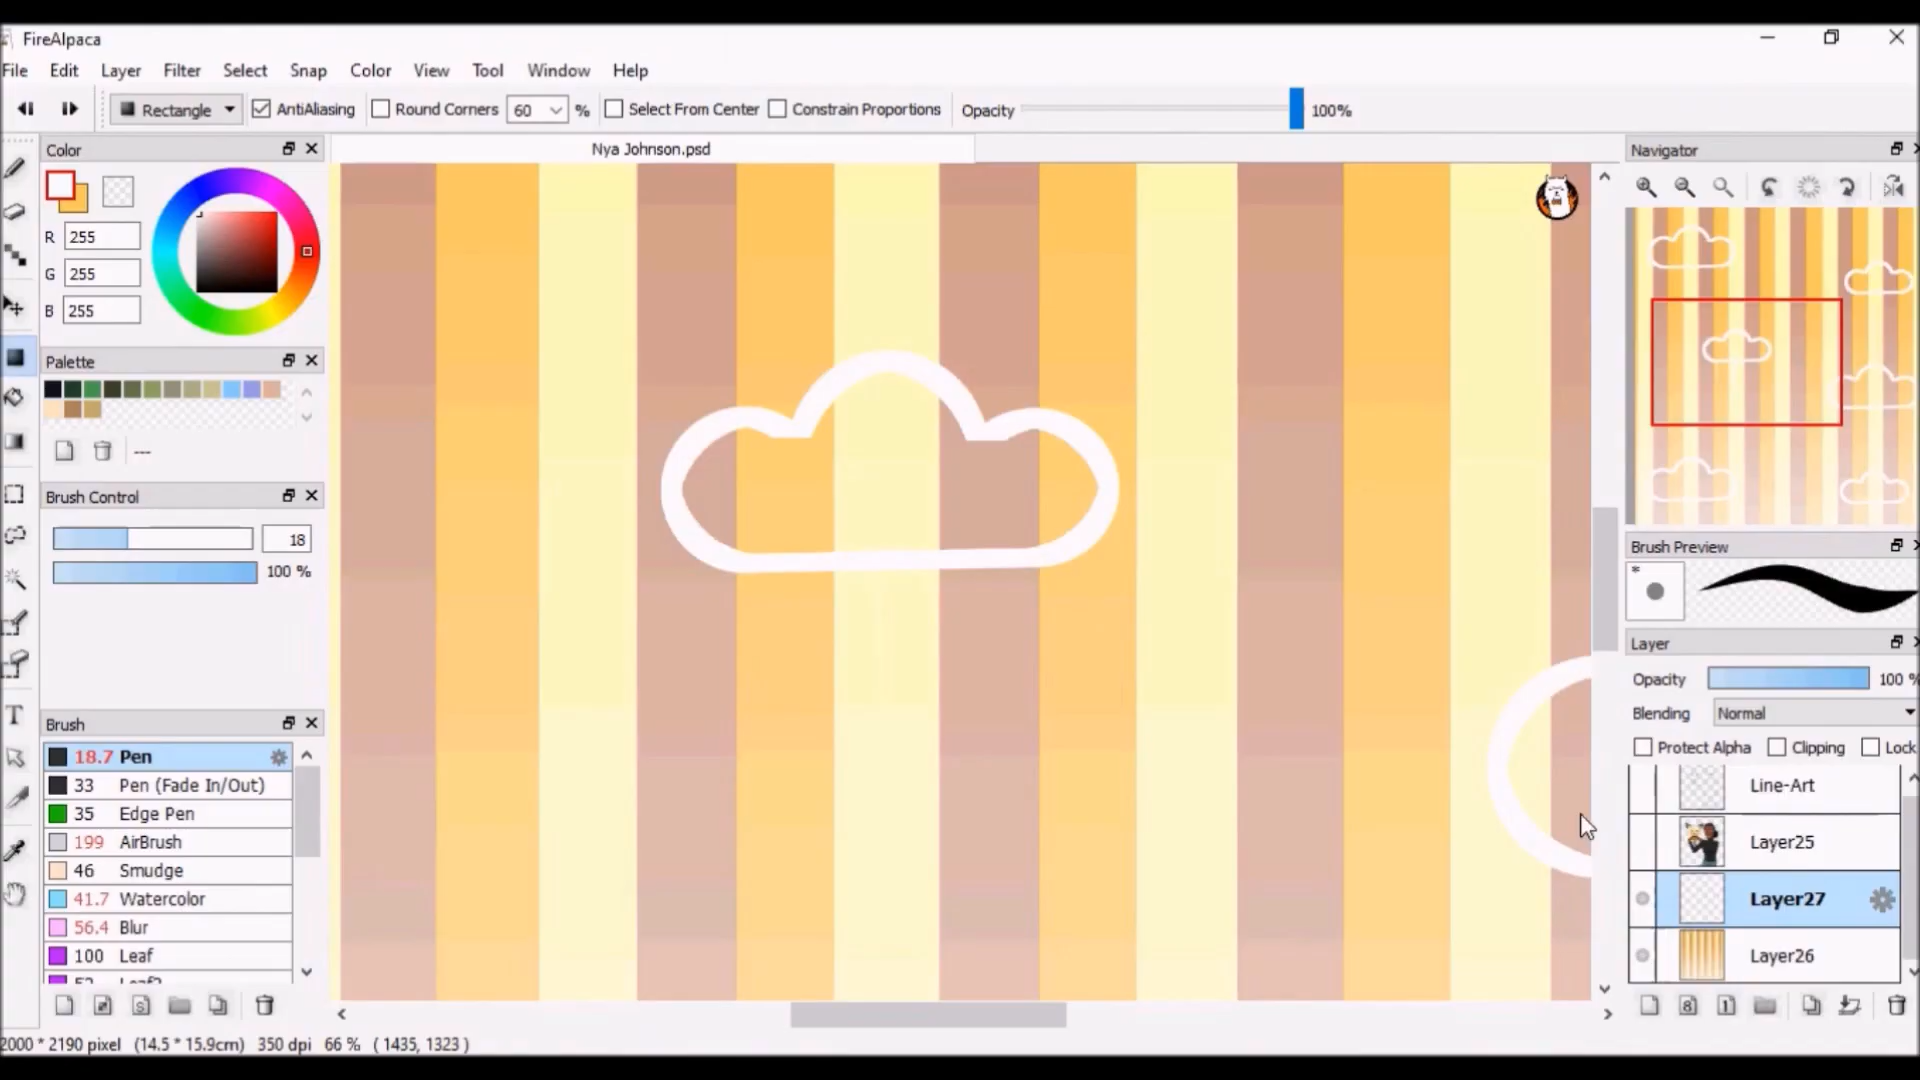 FireAlpaca
File Edit Layer Filter Select Snap Color View Tool Window Help
Rectangle AntiAliasing Round Corners 60 % Select From Center Constrain Proportions Opacity 100%
Color
Nya Johnson.psd
Navigator
R 255
G 255
B 255
Palette
---
Brush Control
18
100 %
Brush Preview
*
Layer
Opacity 100 %
Blending Normal
Protect Alpha Clipping Lock
Brush
18.7 Pen
33 Pen (Fade In/Out)
35 Edge Pen
199 AirBrush
46 Smudge
41.7 Watercolor
56.4 Blur
100 Leaf
Line-Art
Layer25
Layer27
Layer26
S
8
1
T
2000 * 2190 pixel (14.5 * 15.9cm) 350 dpi 66 % ( 1435, 1323 )